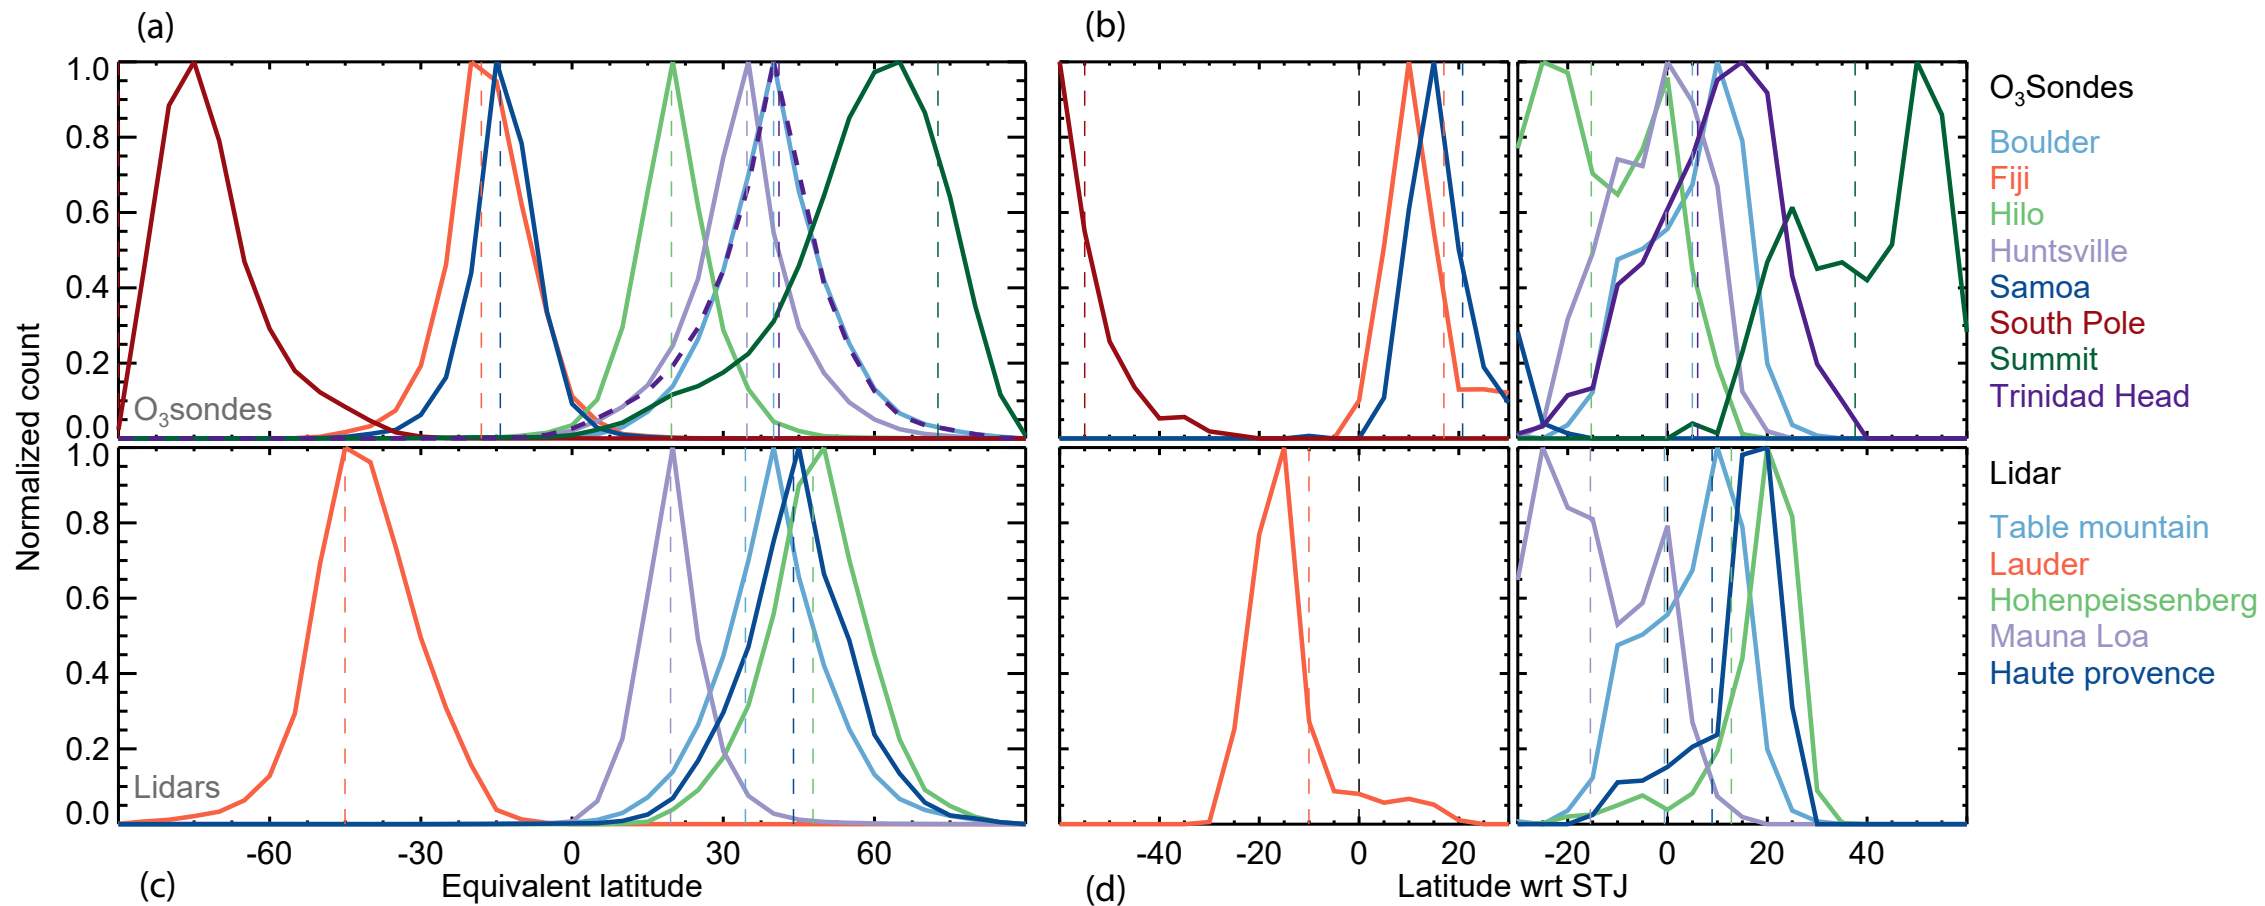 (a)
(b)
1.0
0.8
0.6
0.4
0.2
0.0
O3sondes
O3Sondes
Boulder
Fiji
Hilo
Huntsville
Samoa
South Pole
Summit
Trinidad Head
Normalized count
1.0
0.8
0.6
0.4
0.2
0.0
Lidars
Lidar
Table mountain
Lauder
Hohenpeissenberg
Mauna Loa
Haute provence
-60 -30 0 30 60
-40 -20 0 20
-20 0 20 40
(c)
Equivalent latitude
(d)
Latitude wrt STJ